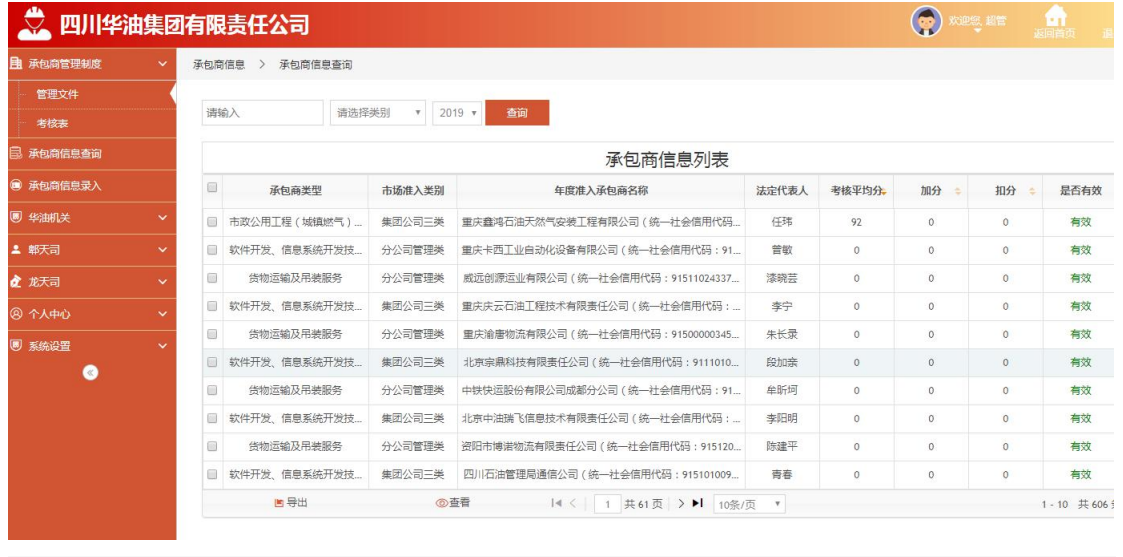 四川华油集团有限责任公司
欢迎您, 超管
返回首页
承包商管理制度
管理文件
考核表
承包商信息查询
承包商信息录入
华油机关
郫天司
龙天司
个人中心
系统设置
承包商信息 > 承包商信息查询
请输入 请选择类别 2019 查询
承包商信息列表
承包商类型 市场准入类别 年度准入承包商名称 法定代表人 考核平均分 加分 扣分 是否有效
市政公用工程（城镇燃气）... 集团公司三类 重庆鑫鸿石油天然气安装工程有限公司（统一社会信用代码... 任玮 92 0 0 有效
软件开发、信息系统开发技... 分公司管理类 重庆卡西工业自动化设备有限公司（统一社会信用代码：91... 曾敏 0 0 0 有效
货物运输及吊装服务 分公司管理类 威远创源运业有限公司（统一社会信用代码：91511024337... 漆晓芸 0 0 0 有效
软件开发、信息系统开发技... 集团公司三类 重庆庆云石油工程技术有限责任公司（统一社会信用代码：... 李宁 0 0 0 有效
货物运输及吊装服务 分公司管理类 重庆渝唐物流有限公司（统一社会信用代码：91500000345... 朱长录 0 0 0 有效
软件开发、信息系统开发技... 集团公司三类 北京宗鼎科技有限责任公司（统一社会信用代码：9111010... 段加亲 0 0 0 有效
货物运输及吊装服务 分公司管理类 中铁快运股份有限公司成都分公司（统一社会信用代码：91... 牟昕坷 0 0 0 有效
软件开发、信息系统开发技... 集团公司三类 北京中油瑞飞信息技术有限责任公司（统一社会信用代码：... 李阳明 0 0 0 有效
货物运输及吊装服务 分公司管理类 资阳市博诺物流有限责任公司（统一社会信用代码：915120... 陈建平 0 0 0 有效
软件开发、信息系统开发技... 集团公司三类 四川石油管理局通信公司（统一社会信用代码：915101009... 青春 0 0 0 有效
导出 查看 1 共 61 页 10条/页 1 - 10 共 606